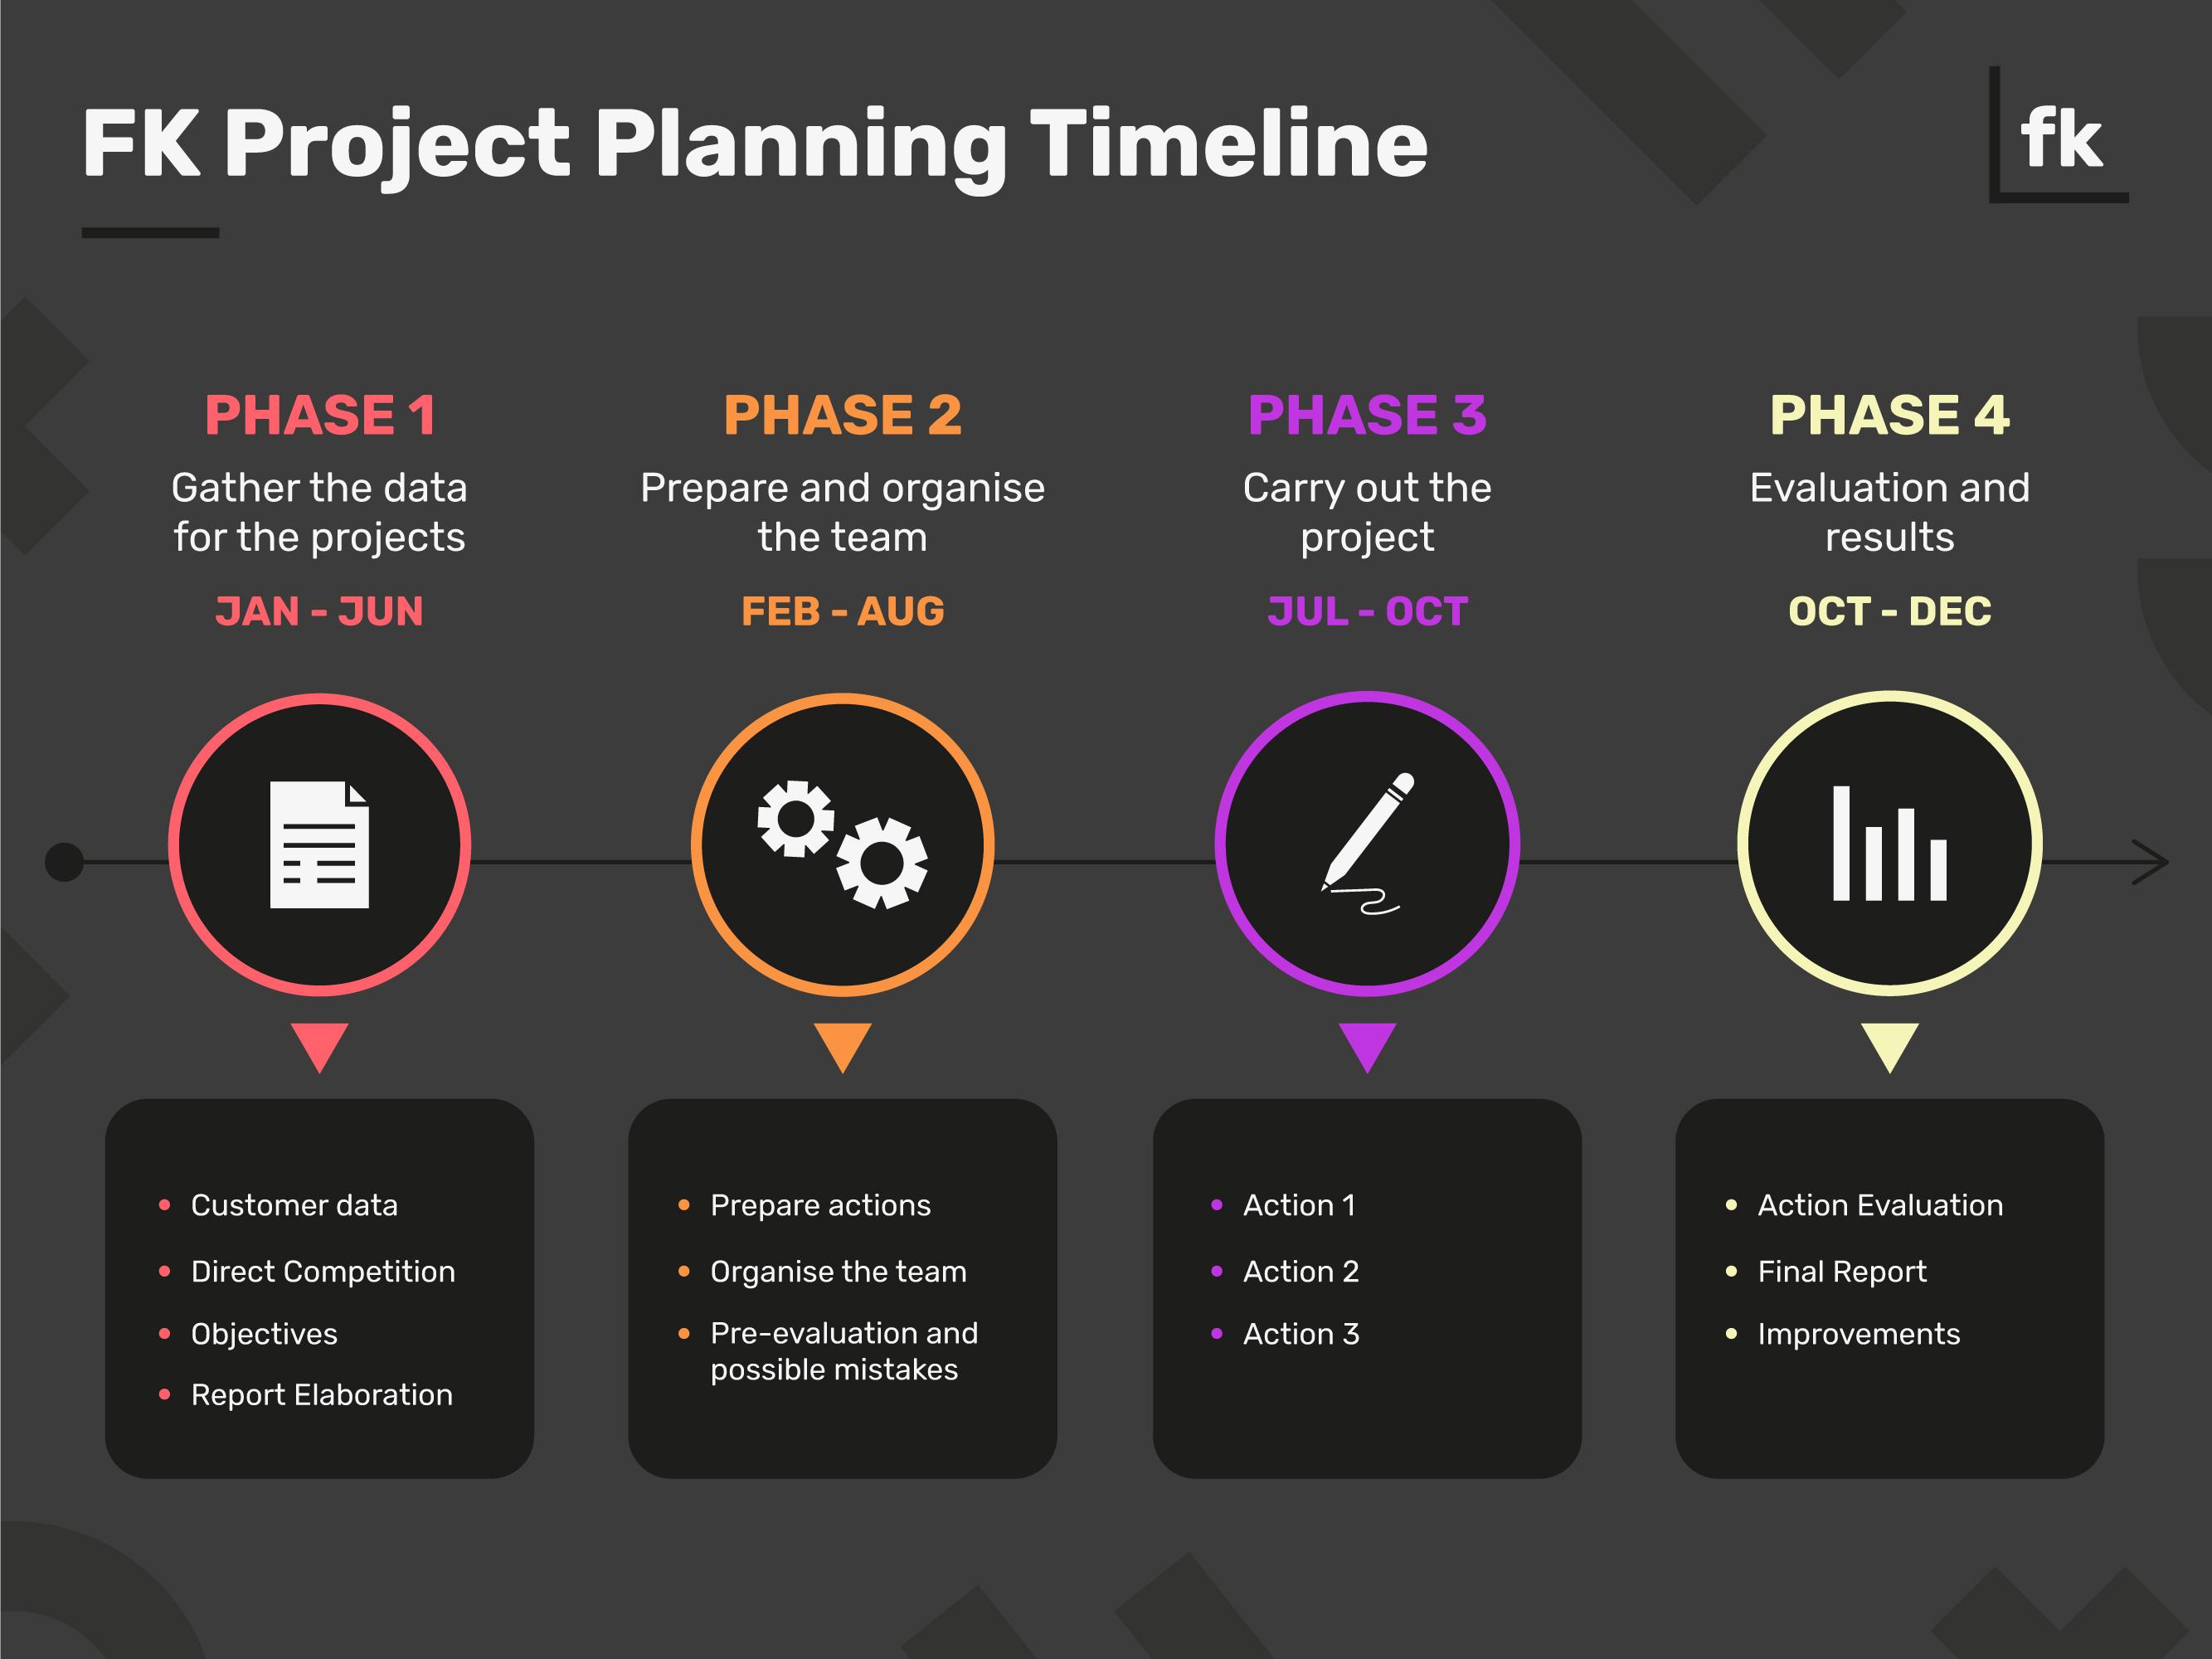 FK Project Planning Timeline
fk
PHASE 1
Gather the data
for the projects
JAN - JUN
PHASE 2
Prepare and organise
the team
FEB - AUG
PHASE 3
Carry out the
project
JUL - OCT
PHASE 4
Evaluation and
results
OCT - DEC
Customer data
Direct Competition
Objectives
Report Elaboration
Prepare actions
Organise the team
Pre-evaluation and
possible mistakes
Action 1
Action 2
Action 3
Action Evaluation
Final Report
Improvements